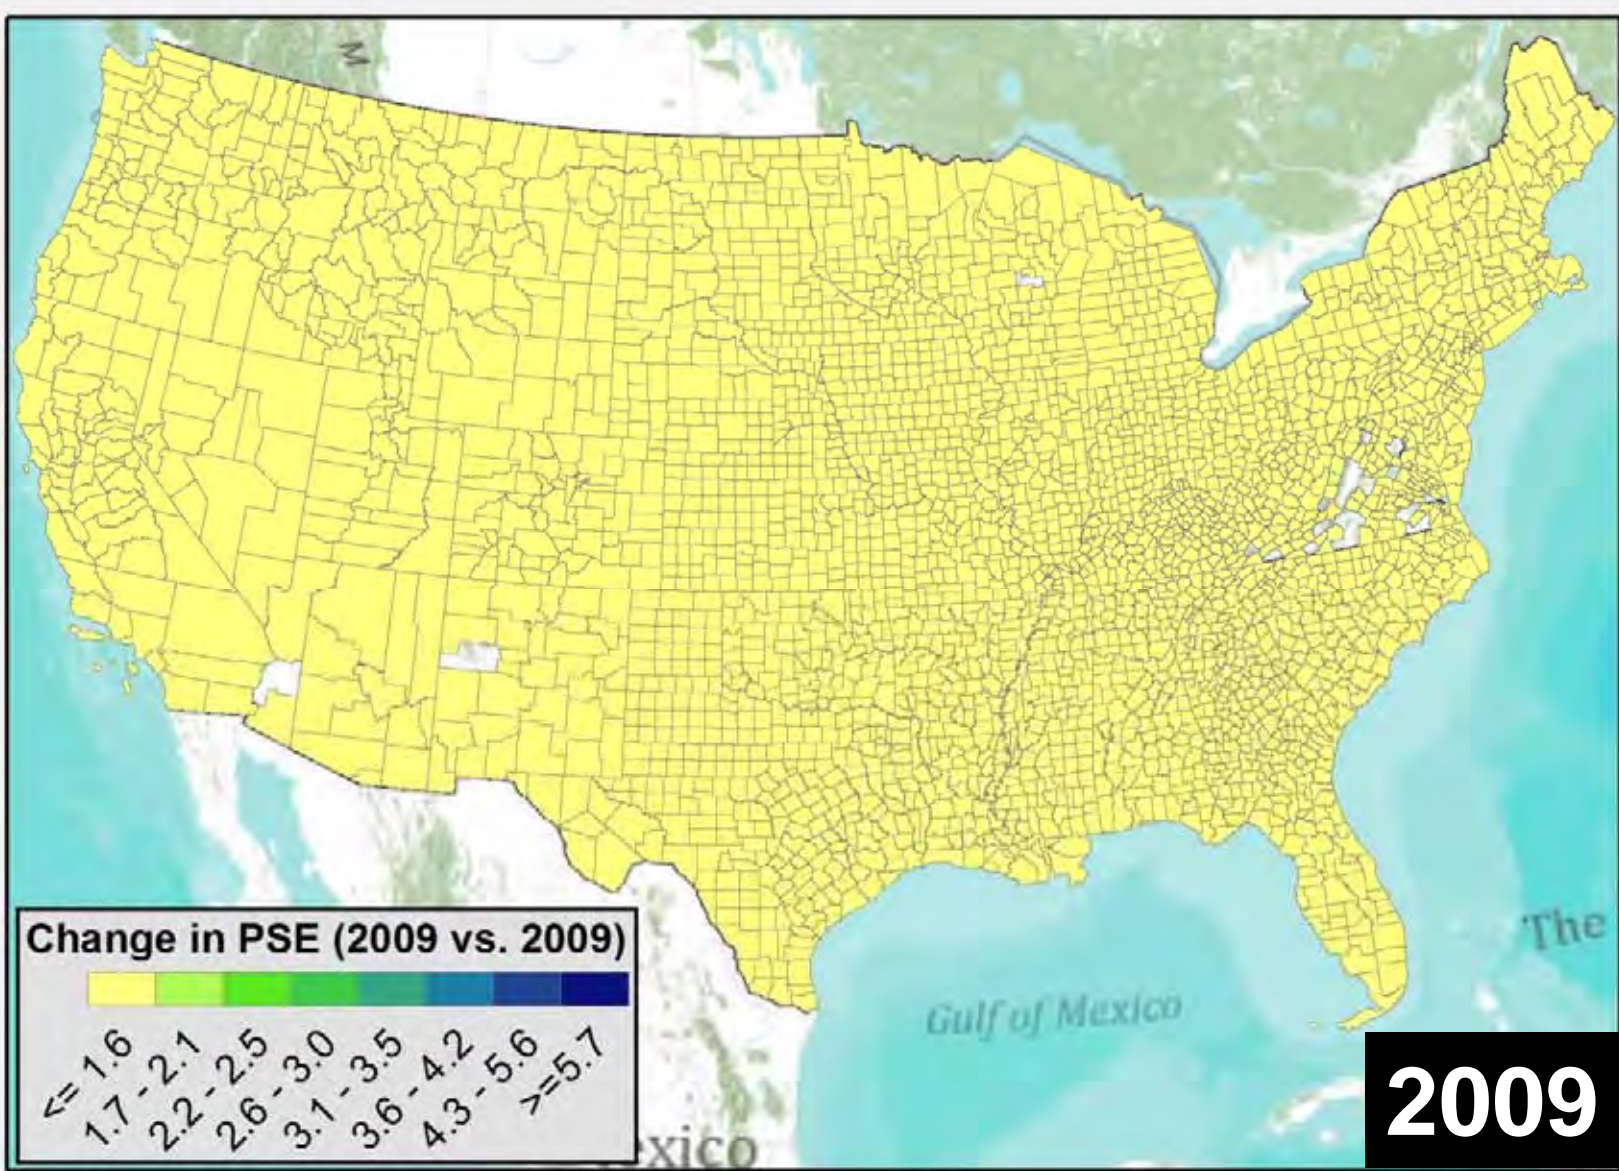 M
The
Gulf of Mexico
Change in PSE (2009 vs. 2009)
<= 1.6
1.7 - 2.1
2.2 - 2.5
2.6 - 3.0
3.1 - 3.5
3.6 - 4.2
4.3 - 5.6
>=5.7
exico
2009